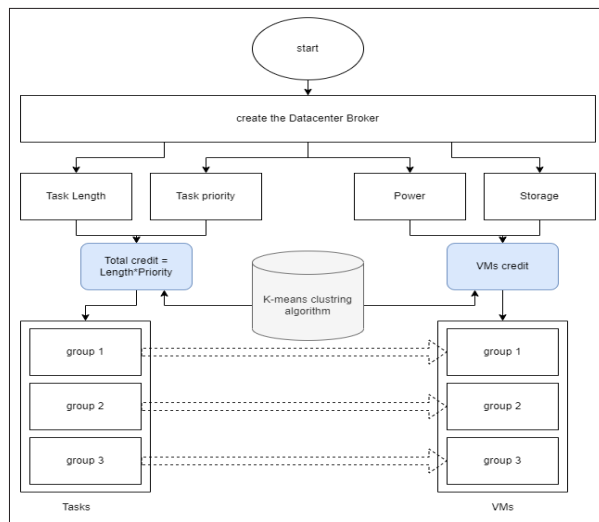 start
create the Datacenter Broker
Task Length
Task priority
Power
Storage
Total credit =
Length*Priority
VMs credit
K-means clustring
algorithm
group 1
group 1
group 2
group 2
group 3
group 3
Tasks
VMs